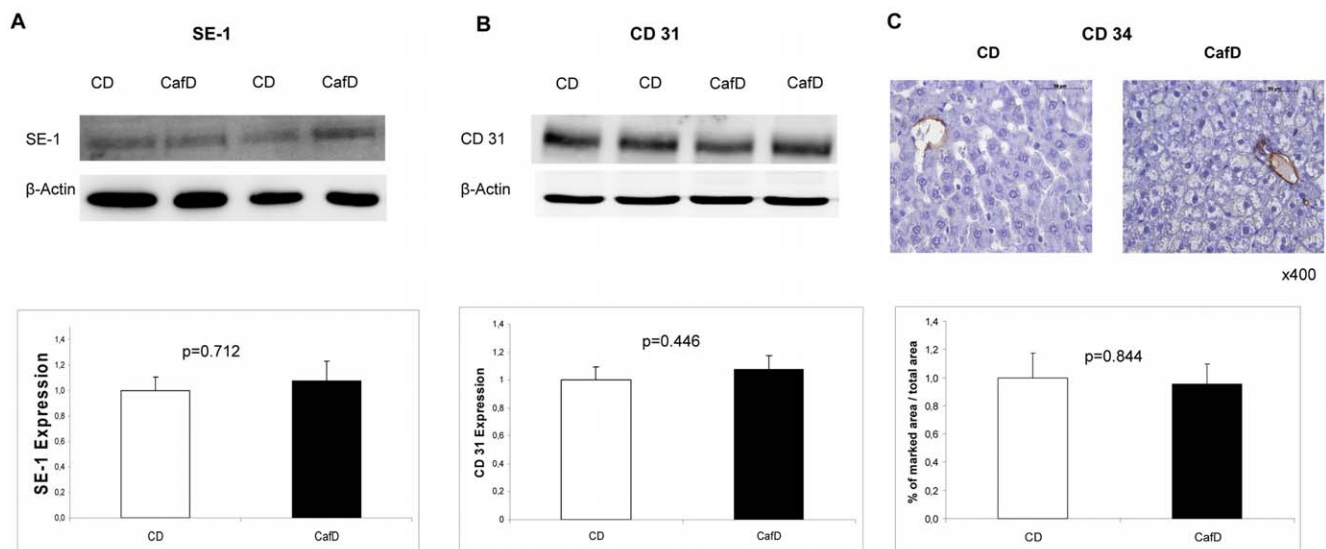 A
SE-1
CD CafD CD CafD
SE-1
β-Actin
SE-1 Expression
1,4
1,2
1,0
0,8
0,6
0,4
0,2
0,0
p=0.712
CD CafD
B
CD 31
CD CD CafD CafD
CD 31
β-Actin
CD 31 Expression
1,4
1,2
1
0,8
0,6
0,4
0,2
0
p=0.446
CD CafD
C
CD 34
CD CafD
x400
% of marked area / total area
1,4
1,2
1,0
0,8
0,6
0,4
0,2
0,0
p=0.844
CD CafD